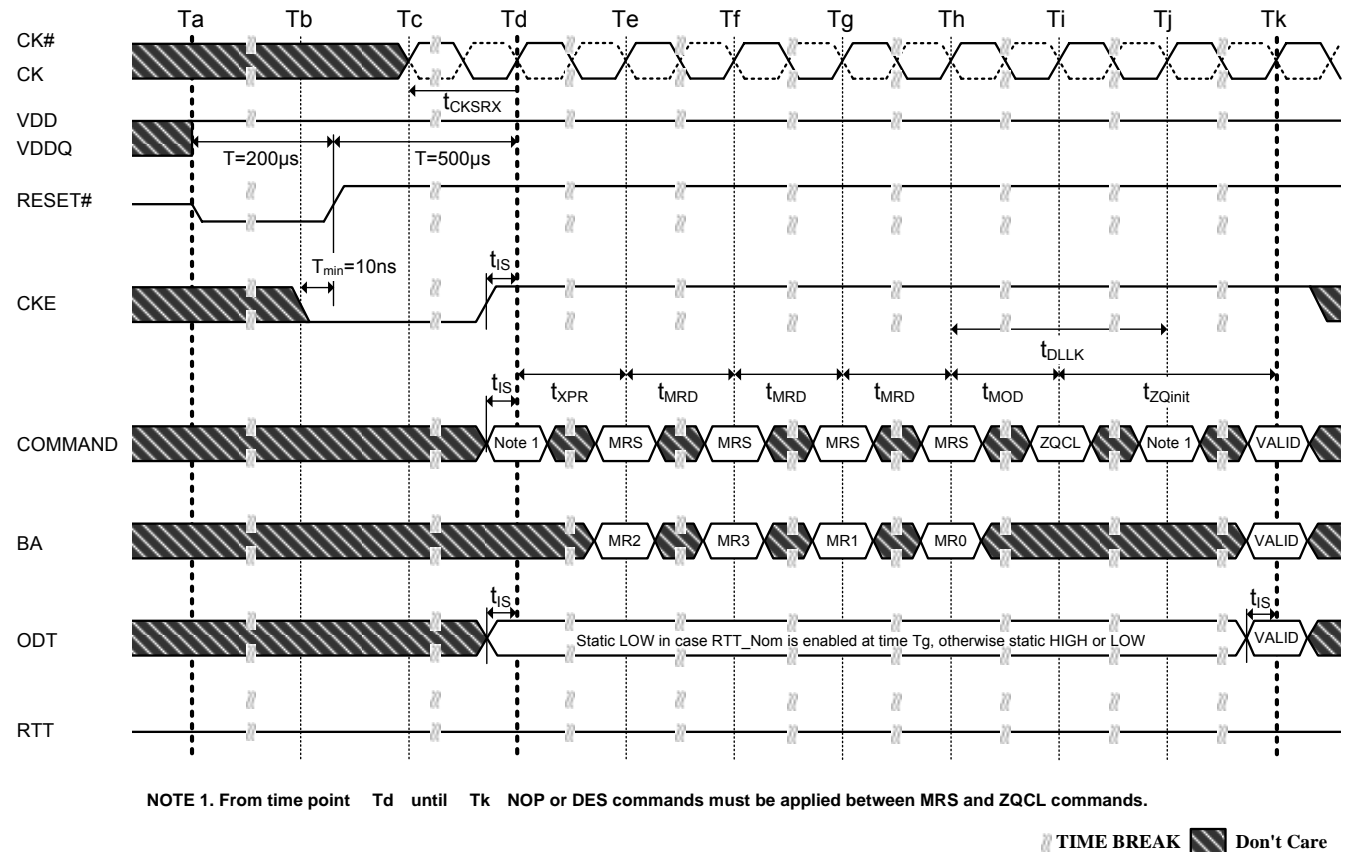 Ta Tb Tc Td Te Tf Tg Th Ti Tj Tk
CK#
CK
tCKSRX
VDD
VDDQ
T=200µs T=500µs
RESET#
Tmin=10ns
tIS
CKE
tDLLK
tIS tXPR tMRD tMRD tMRD tMOD tZQinit
COMMAND Note 1 MRS MRS MRS MRS ZQCL Note 1 VALID
BA MR2 MR3 MR1 MR0 VALID
tIS tIS
ODT Static LOW in case RTT_Nom is enabled at time Tg, otherwise static HIGH or LOW VALID
RTT
NOTE 1. From time point Td until Tk NOP or DES commands must be applied between MRS and ZQCL commands.
TIME BREAK Don't Care